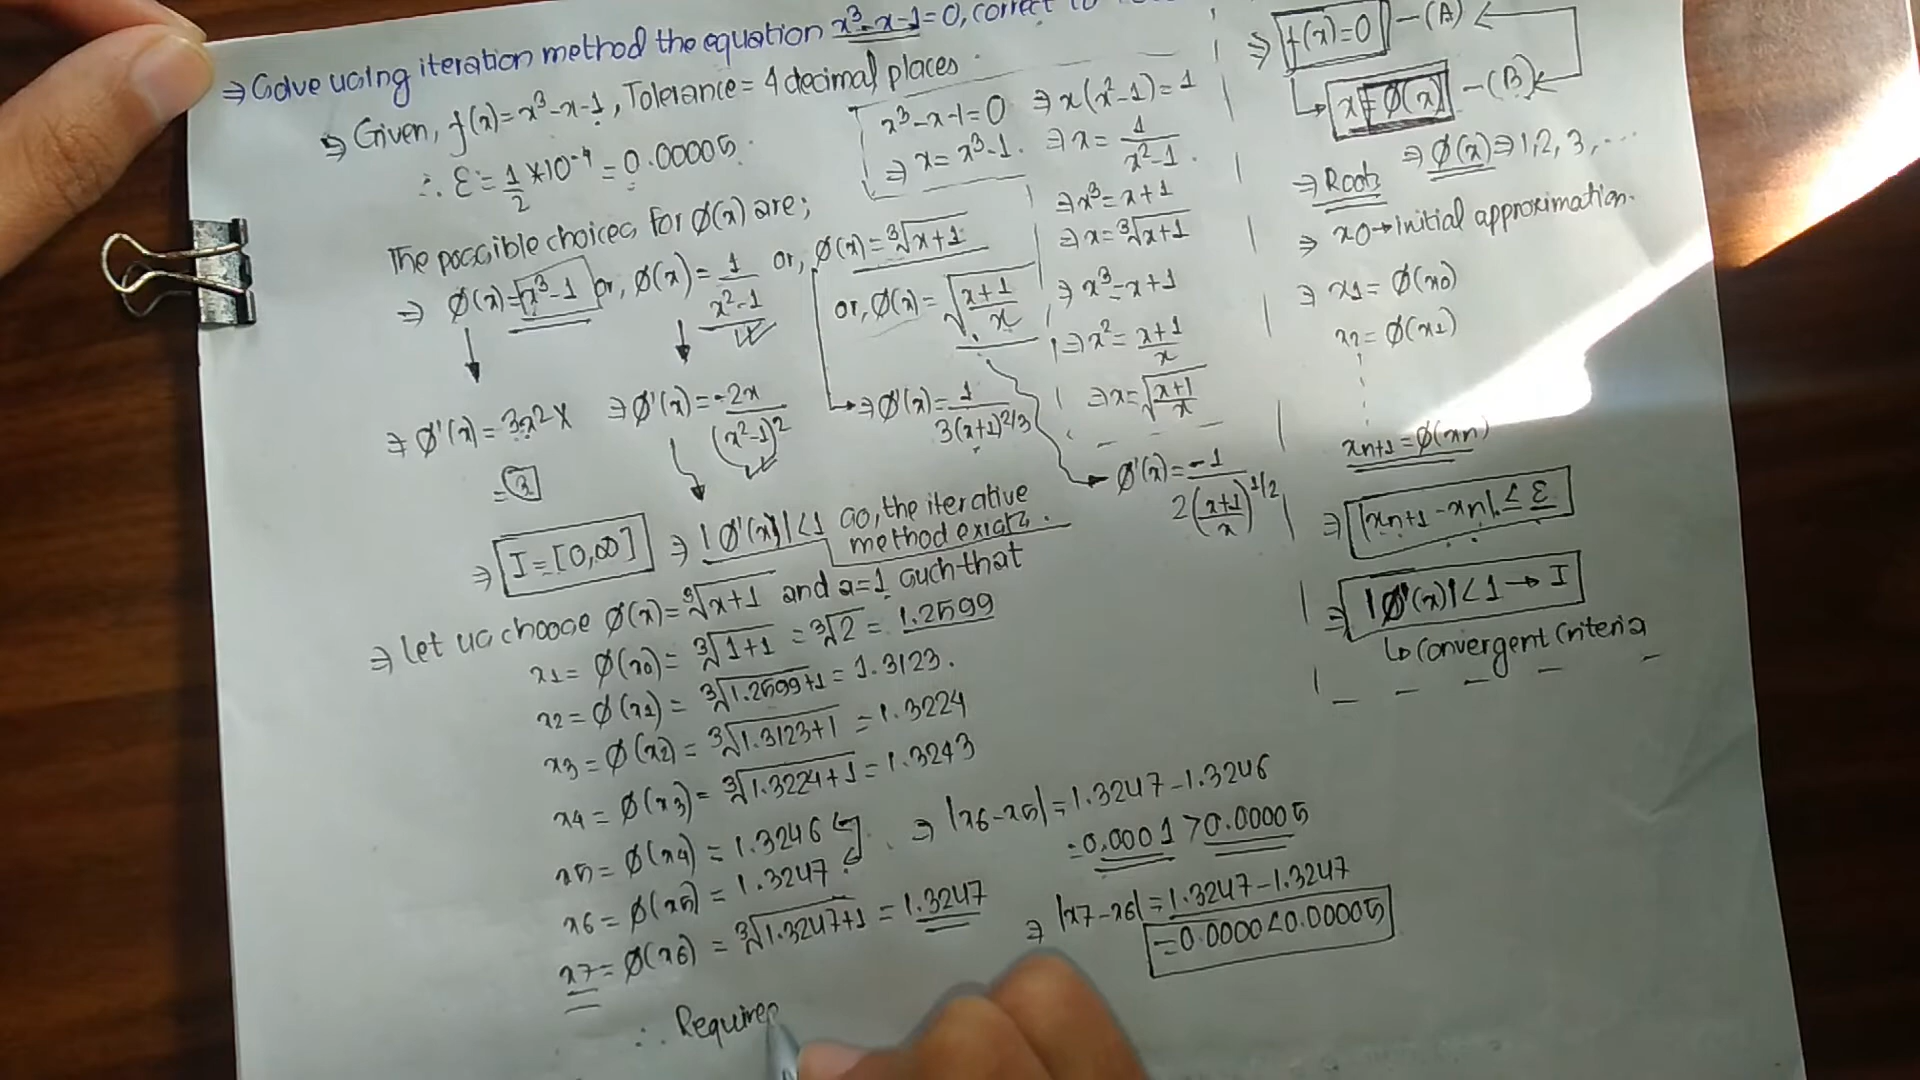 ⇒ Solve using iteration method the equation x³-x-1=0, correct to
⇒ Given, f(x)=x³-x-1, Tolerance = 4 decimal places.
∴ ε = 1/2 × 10⁻⁴ = 0.00005.
The possible choices for φ(x) are;
⇒ φ(x)=x³-1 or, φ(x)= 1/(x²-1) or, φ(x)= ∛(x+1)
or, φ(x)= √((x+1)/x)
⇒ φ'(x) = 3x² X
= 3
⇒ φ'(x)= -2x/(x²-1)²
⇒ φ'(x)= 1/(3(x+1)^2/3)
φ'(x)= -1/(2((x+1)/x)^1/2)
⇒ I=[0,∞] ⇒ |φ'(x)|<1 so, the iterative
method exists.
⇒ Let us choose φ(x)=∛(x+1) and a=1 such that
x1= φ(x0)= ∛(1+1) = ∛2 = 1.2599
x2= φ(x1)= ∛(1.2599+1) = 1.3123.
x3= φ(x2)= ∛(1.3123+1) = 1.3224
x4= φ(x3)= ∛(1.3224+1) = 1.3243
x5= φ(x4)= 1.3246
x6= φ(x5)= 1.3247
x7= φ(x6) = ∛(1.3247+1) = 1.3247
∴ Require
⇒ |x6-x5| = 1.3247-1.3246
=0.0001 >0.00005
⇒ |x7-x6| = 1.3247-1.3247
=0.0000<0.00005
x³-x-1=0
⇒ x= x³-1.
⇒ x(x²-1)=1
⇒ x= 1/(x²-1).
⇒ x³= x+1
⇒ x= ∛(x+1)
⇒ x³-x+1
⇒ x²= (x+1)/x
⇒ x= √((x+1)/x)
⇒ f(x)=0 -(A)
x=φ(x) -(B)
⇒ φ(x) ⇒ 1,2,3,...
⇒ Roots
⇒ x0→Initial approximation.
⇒ x1= φ(x0)
x2= φ(x1)
xn+1=φ(xn)
⇒ |xn+1-xn| ≤ ε
⇒ |φ'(x)|<1 → I
↳ Convergent Criteria